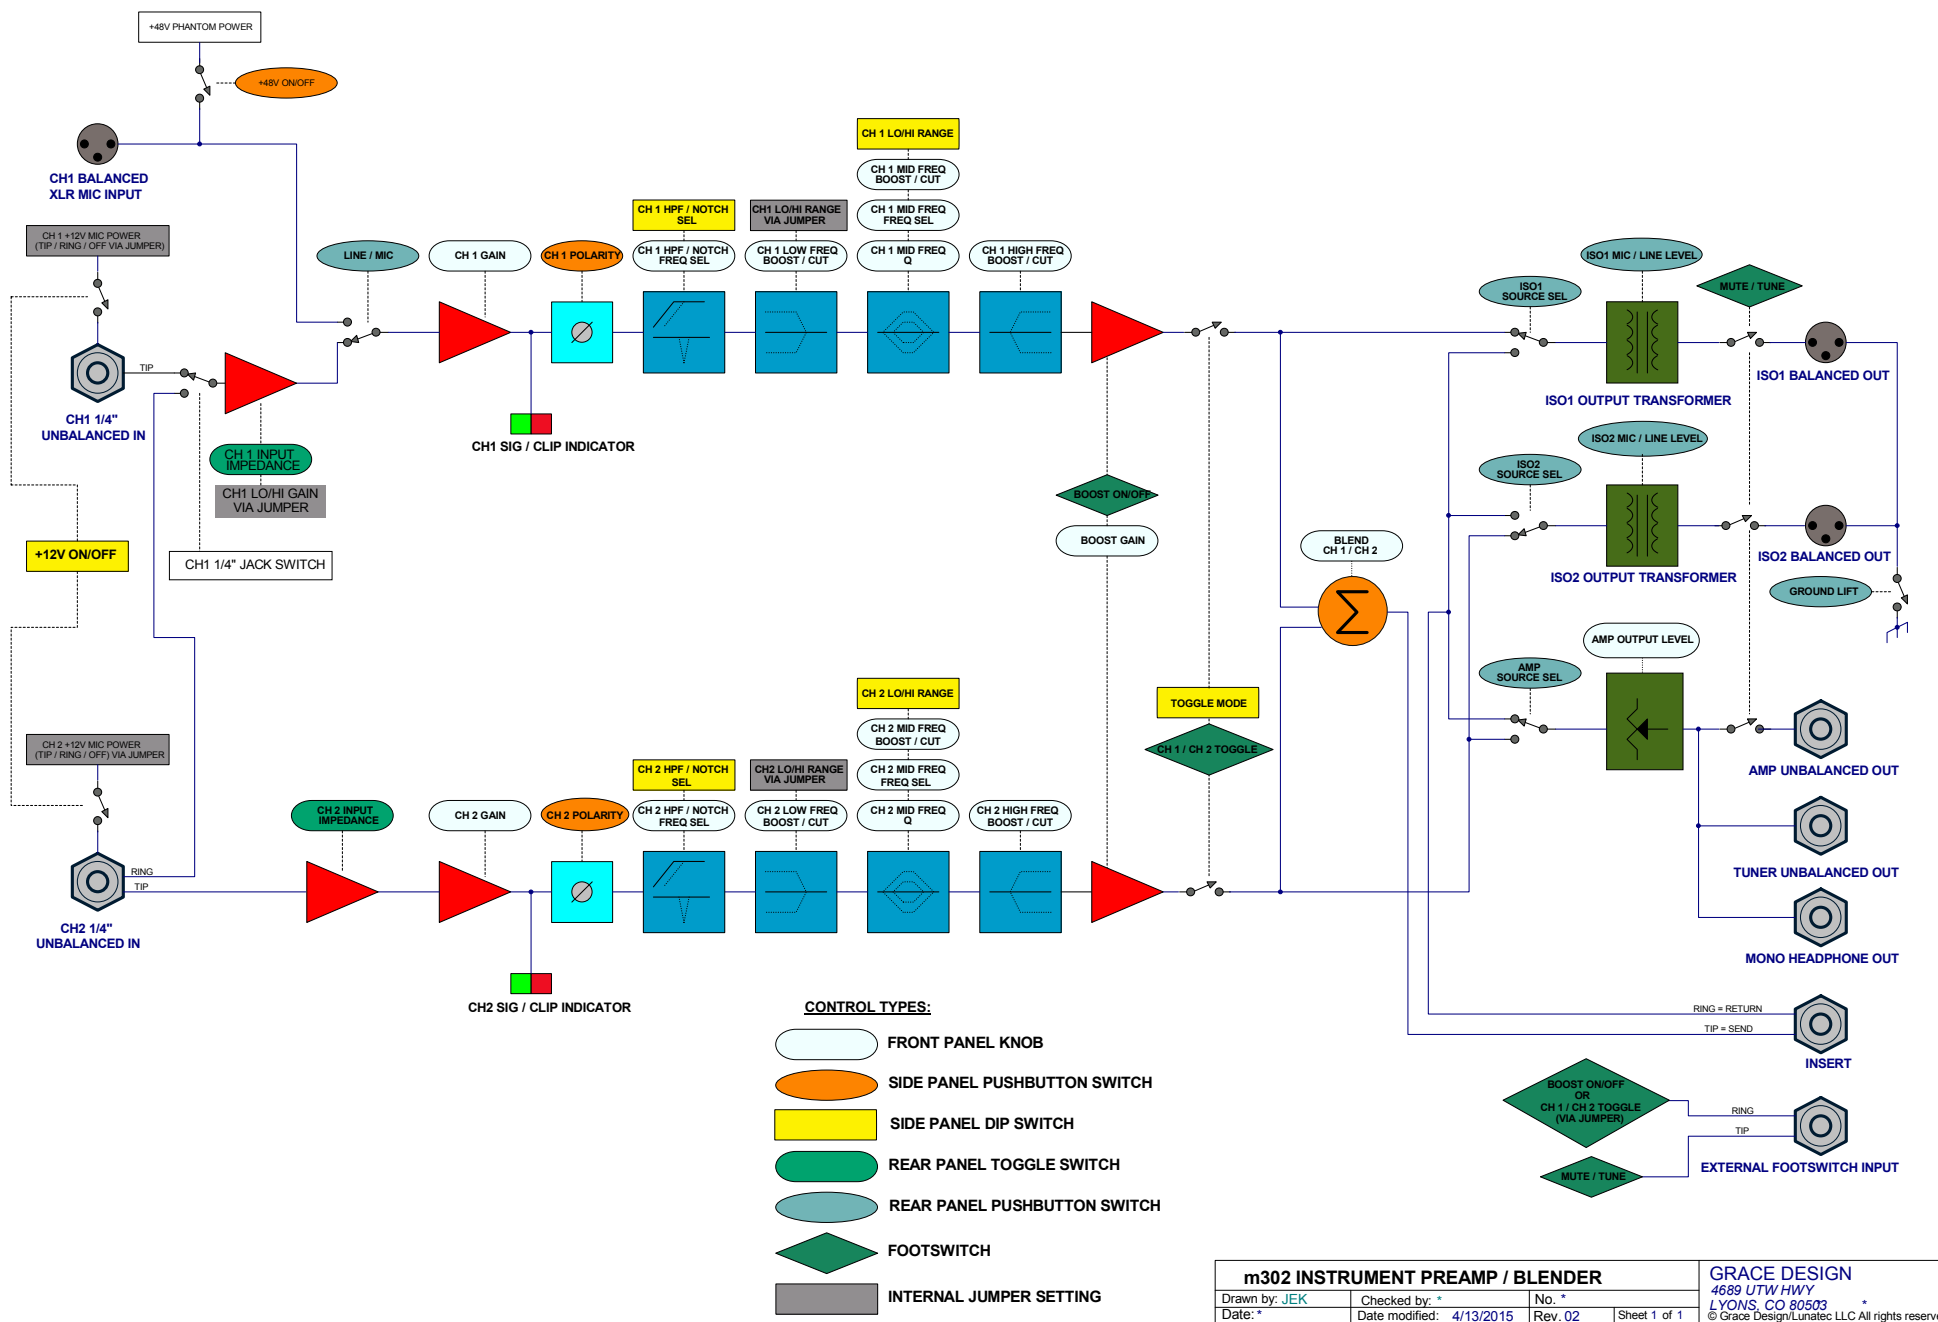 +48V PHANTOM POWER
+48V ON/OFF
CH1 BALANCED
XLR MIC INPUT
CH 1 +12V MIC POWER
(TIP / RING / OFF VIA JUMPER)
LINE / MIC
CH 1 GAIN
CH 1 POLARITY
CH 1 HPF / NOTCH
SEL
CH 1 HPF / NOTCH
FREQ SEL
CH1 LO/HI RANGE
VIA JUMPER
CH 1 LOW FREQ
BOOST / CUT
CH 1 LO/HI RANGE
CH 1 MID FREQ
BOOST / CUT
CH 1 MID FREQ
FREQ SEL
CH 1 MID FREQ
Q
CH 1 HIGH FREQ
BOOST / CUT
ISO1
SOURCE SEL
ISO1 MIC / LINE LEVEL
MUTE / TUNE
TIP
CH1 1/4"
UNBALANCED IN
CH 1 INPUT
IMPEDANCE
CH1 LO/HI GAIN
VIA JUMPER
CH1 1/4" JACK SWITCH
+12V ON/OFF
CH1 SIG / CLIP INDICATOR
ISO1 BALANCED OUT
ISO1 OUTPUT TRANSFORMER
ISO2 MIC / LINE LEVEL
ISO2
SOURCE SEL
BOOST ON/OFF
BOOST GAIN
BLEND
CH 1 / CH 2
ISO2 BALANCED OUT
ISO2 OUTPUT TRANSFORMER
GROUND LIFT
AMP OUTPUT LEVEL
AMP
SOURCE SEL
TOGGLE MODE
CH 1 / CH 2 TOGGLE
CH 2 +12V MIC POWER
(TIP / RING / OFF) VIA JUMPER
CH 2 INPUT
IMPEDANCE
CH 2 GAIN
CH 2 POLARITY
CH 2 HPF / NOTCH
SEL
CH 2 HPF / NOTCH
FREQ SEL
CH2 LO/HI RANGE
VIA JUMPER
CH 2 LOW FREQ
BOOST / CUT
CH 2 LO/HI RANGE
CH 2 MID FREQ
BOOST / CUT
CH 2 MID FREQ
FREQ SEL
CH 2 MID FREQ
Q
CH 2 HIGH FREQ
BOOST / CUT
AMP UNBALANCED OUT
TUNER UNBALANCED OUT
MONO HEADPHONE OUT
RING
TIP
CH2 1/4"
UNBALANCED IN
CH2 SIG / CLIP INDICATOR
RING = RETURN
TIP = SEND
INSERT
BOOST ON/OFF
OR
CH 1 / CH 2 TOGGLE
(VIA JUMPER)
RING
TIP
MUTE / TUNE
EXTERNAL FOOTSWITCH INPUT
CONTROL TYPES:
FRONT PANEL KNOB
SIDE PANEL PUSHBUTTON SWITCH
SIDE PANEL DIP SWITCH
REAR PANEL TOGGLE SWITCH
REAR PANEL PUSHBUTTON SWITCH
FOOTSWITCH
INTERNAL JUMPER SETTING
m302 INSTRUMENT PREAMP / BLENDER
Drawn by: JEK
Checked by: *
No. *
Date: *
Date modified: 4/13/2015
Rev. 02
Sheet 1 of 1
GRACE DESIGN
4689 UTW HWY
LYONS, CO 80503 *
© Grace Design/Lunatec LLC All rights reserve